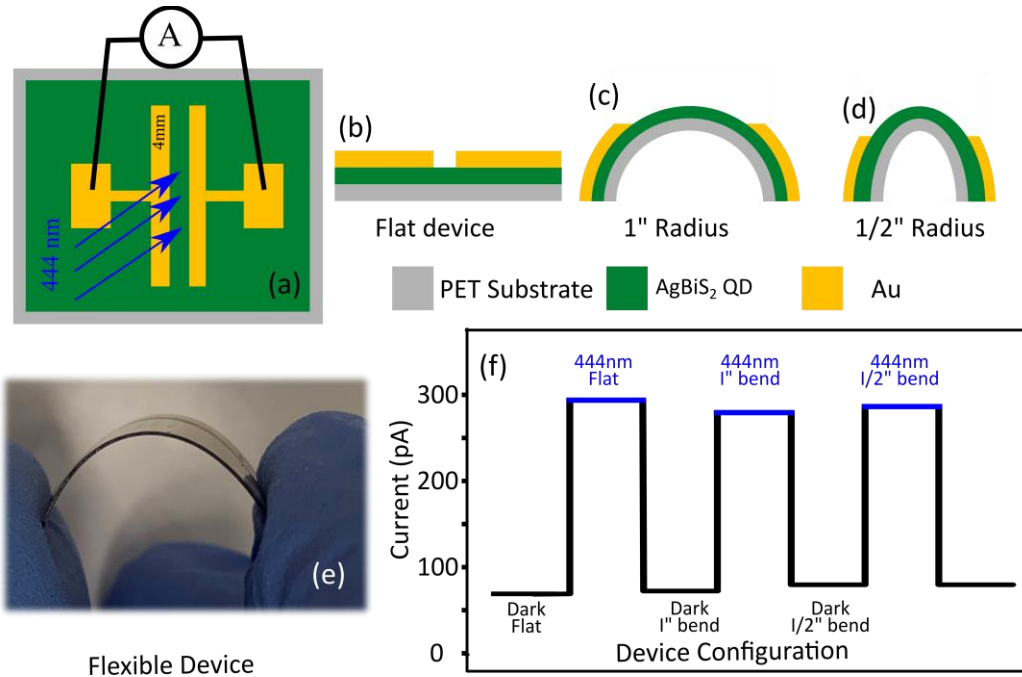 A
4mm
444 nm
(a)
(b)
Flat device
(c)
1" Radius
(d)
1/2" Radius
PET Substrate
AgBiS₂ QD
Au
(e)
Flexible Device
(f)
Current (pA)
300
200
100
0
444nm
Flat
444nm
I" bend
444nm
I/2" bend
Dark
Flat
Dark
I" bend
Dark
I/2" bend
Device Configuration